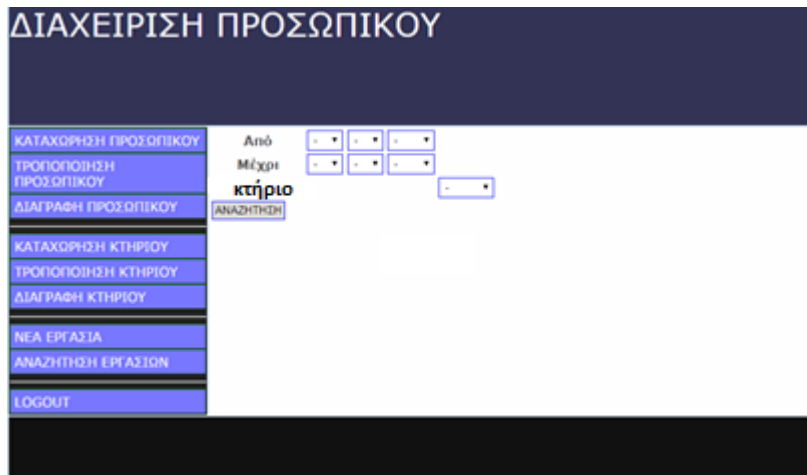 ΔΙΑΧΕΙΡΙΣΗ ΠΡΟΣΩΠΙΚΟΥ
ΚΑΤΑΧΩΡΗΣΗ ΠΡΟΣΩΠΙΚΟΥ
ΤΡΟΠΟΠΟΙΗΣΗ
ΠΡΟΣΩΠΙΚΟΥ
ΔΙΑΓΡΑΦΗ ΠΡΟΣΩΠΙΚΟΥ
ΚΑΤΑΧΩΡΗΣΗ ΚΤΗΡΙΟΥ
ΤΡΟΠΟΠΟΙΗΣΗ ΚΤΗΡΙΟΥ
ΔΙΑΓΡΑΦΗ ΚΤΗΡΙΟΥ
ΝΕΑ ΕΡΓΑΣΙΑ
ΑΝΑΖΗΤΗΣΗ ΕΡΓΑΣΙΩΝ
LOGOUT
Από - - -
Μέχρι - - -
κτήριο -
ΑΝΑΖΗΤΗΣΗ